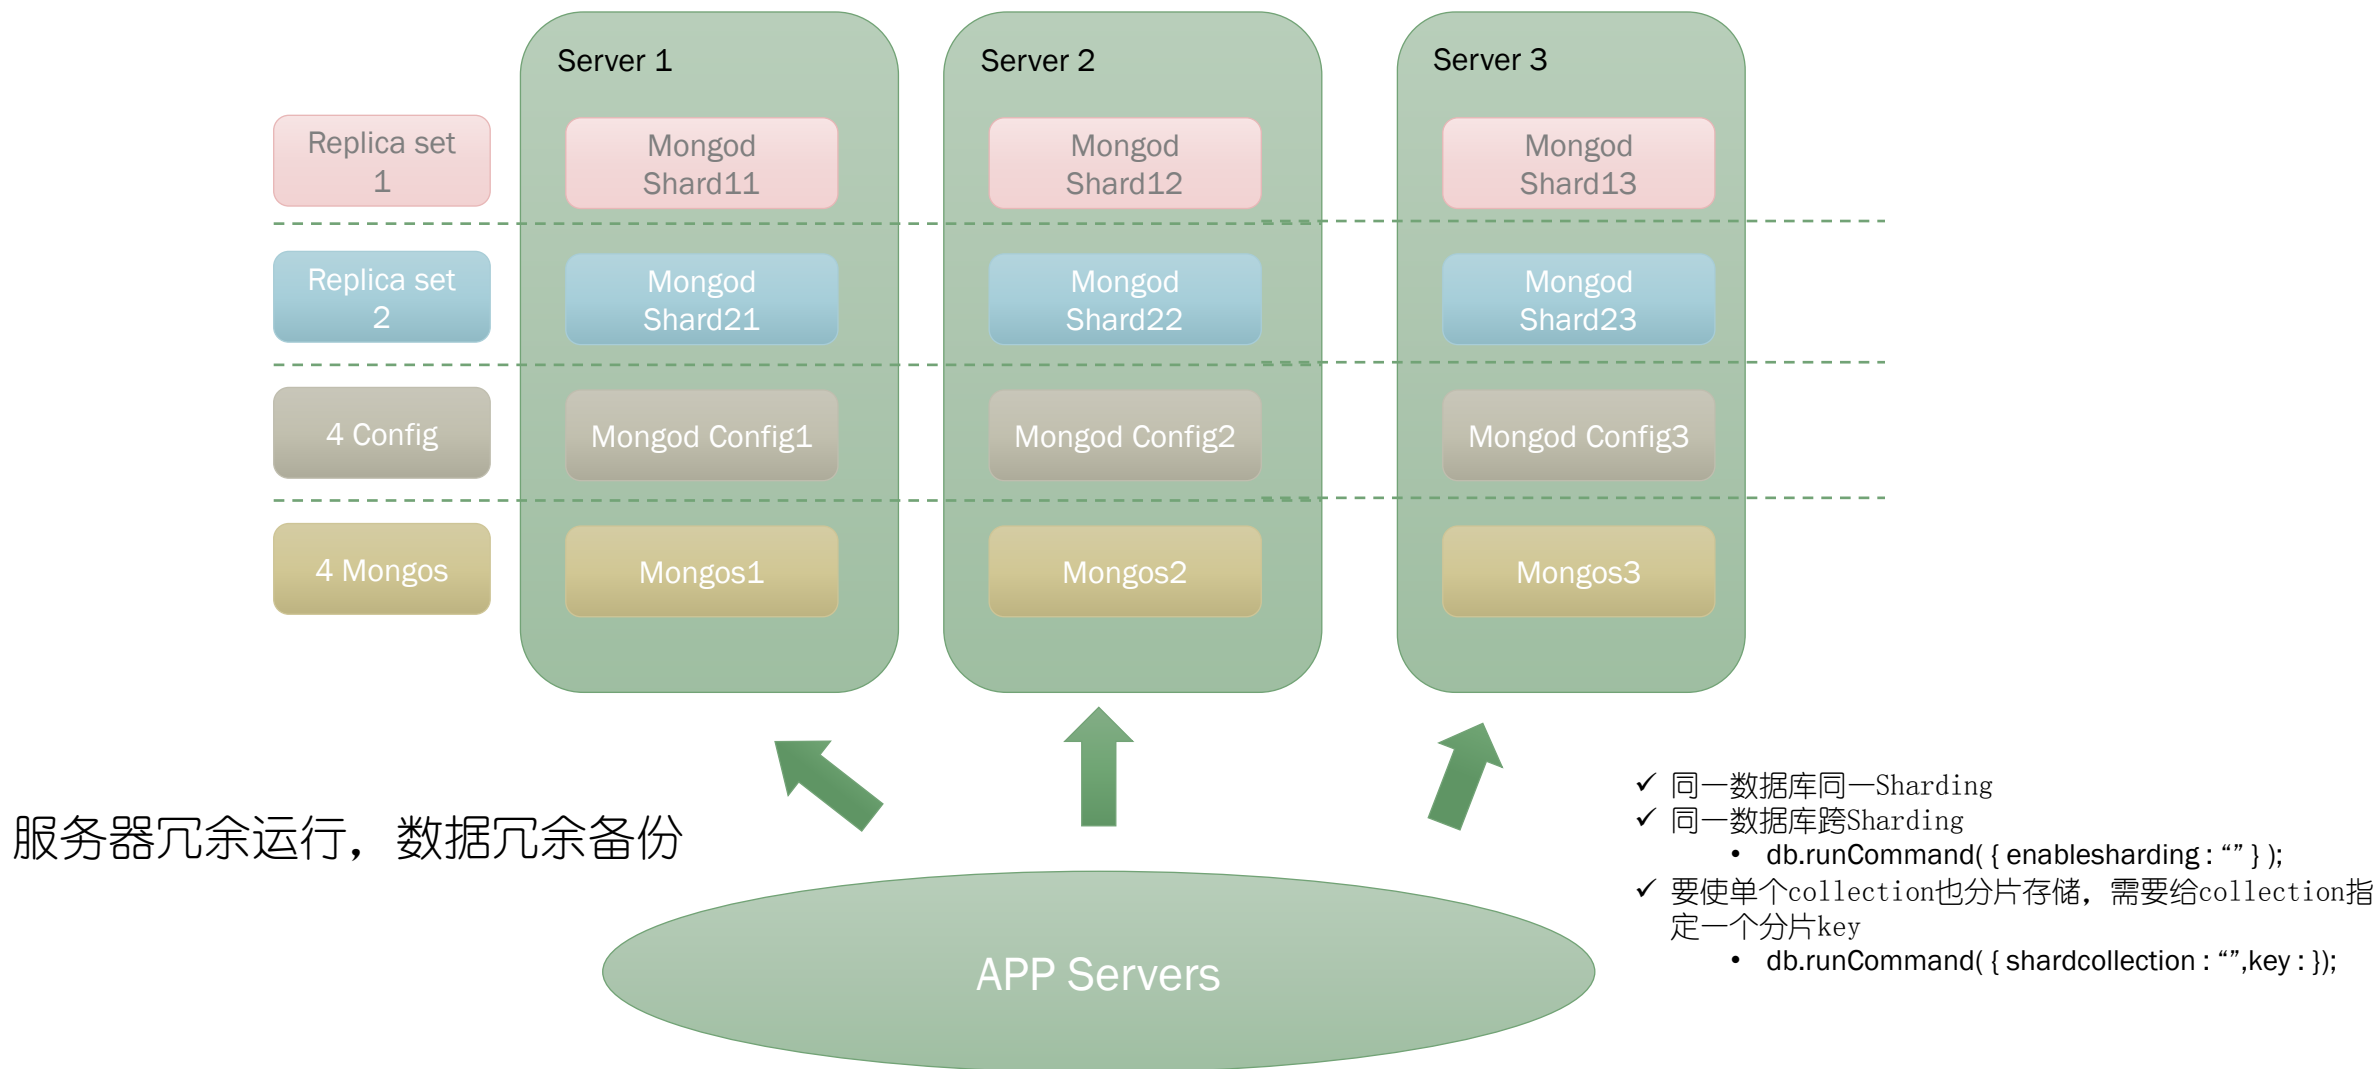 Server 1
Server 2
Server 3
Replica set
1
Mongod
Shard11
Mongod
Shard12
Mongod
Shard13
Replica set
2
Mongod
Shard21
Mongod
Shard22
Mongod
Shard23
4 Config
Mongod Config1
Mongod Config2
Mongod Config3
4 Mongos
Mongos1
Mongos2
Mongos3
服务器冗余运行，数据冗余备份
✓ 同一数据库同一Sharding
✓ 同一数据库跨Sharding
• db.runCommand( { enablesharding : “” } );
✓ 要使单个collection也分片存储，需要给collection指
定一个分片key
• db.runCommand( { shardcollection : “”,key : });
APP Servers